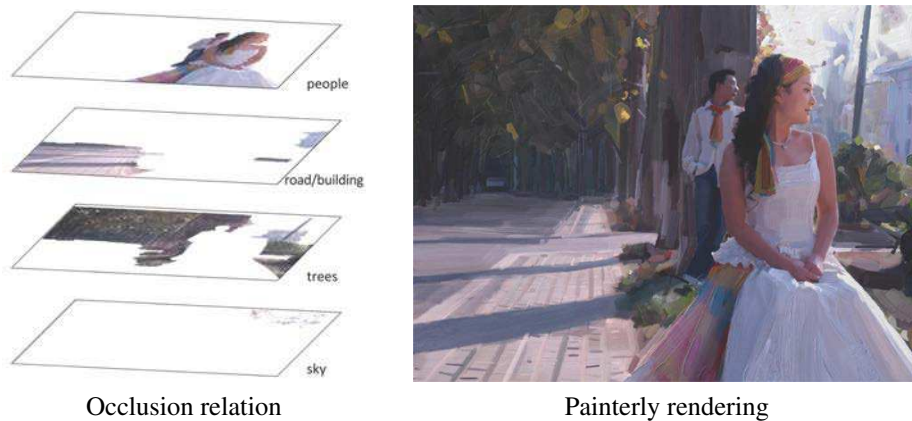 people
road/building
trees
sky
Occlusion relation
Painterly rendering